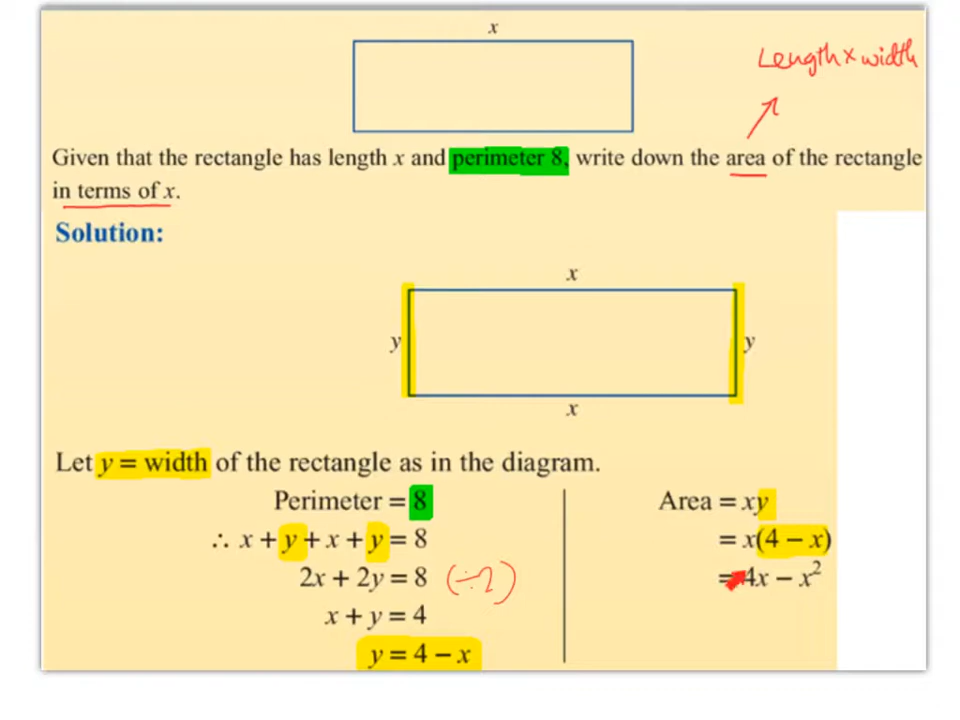 x
Length x width
Given that the rectangle has length x and perimeter 8, write down the area of the rectangle
in terms of x.
Solution:
x
y
y
x
Let y = width of the rectangle as in the diagram.
Perimeter = 8
∴ x + y + x + y = 8
2x + 2y = 8 (÷2)
x + y = 4
y = 4 − x
Area = xy
= x(4 − x)
= 4x − x²